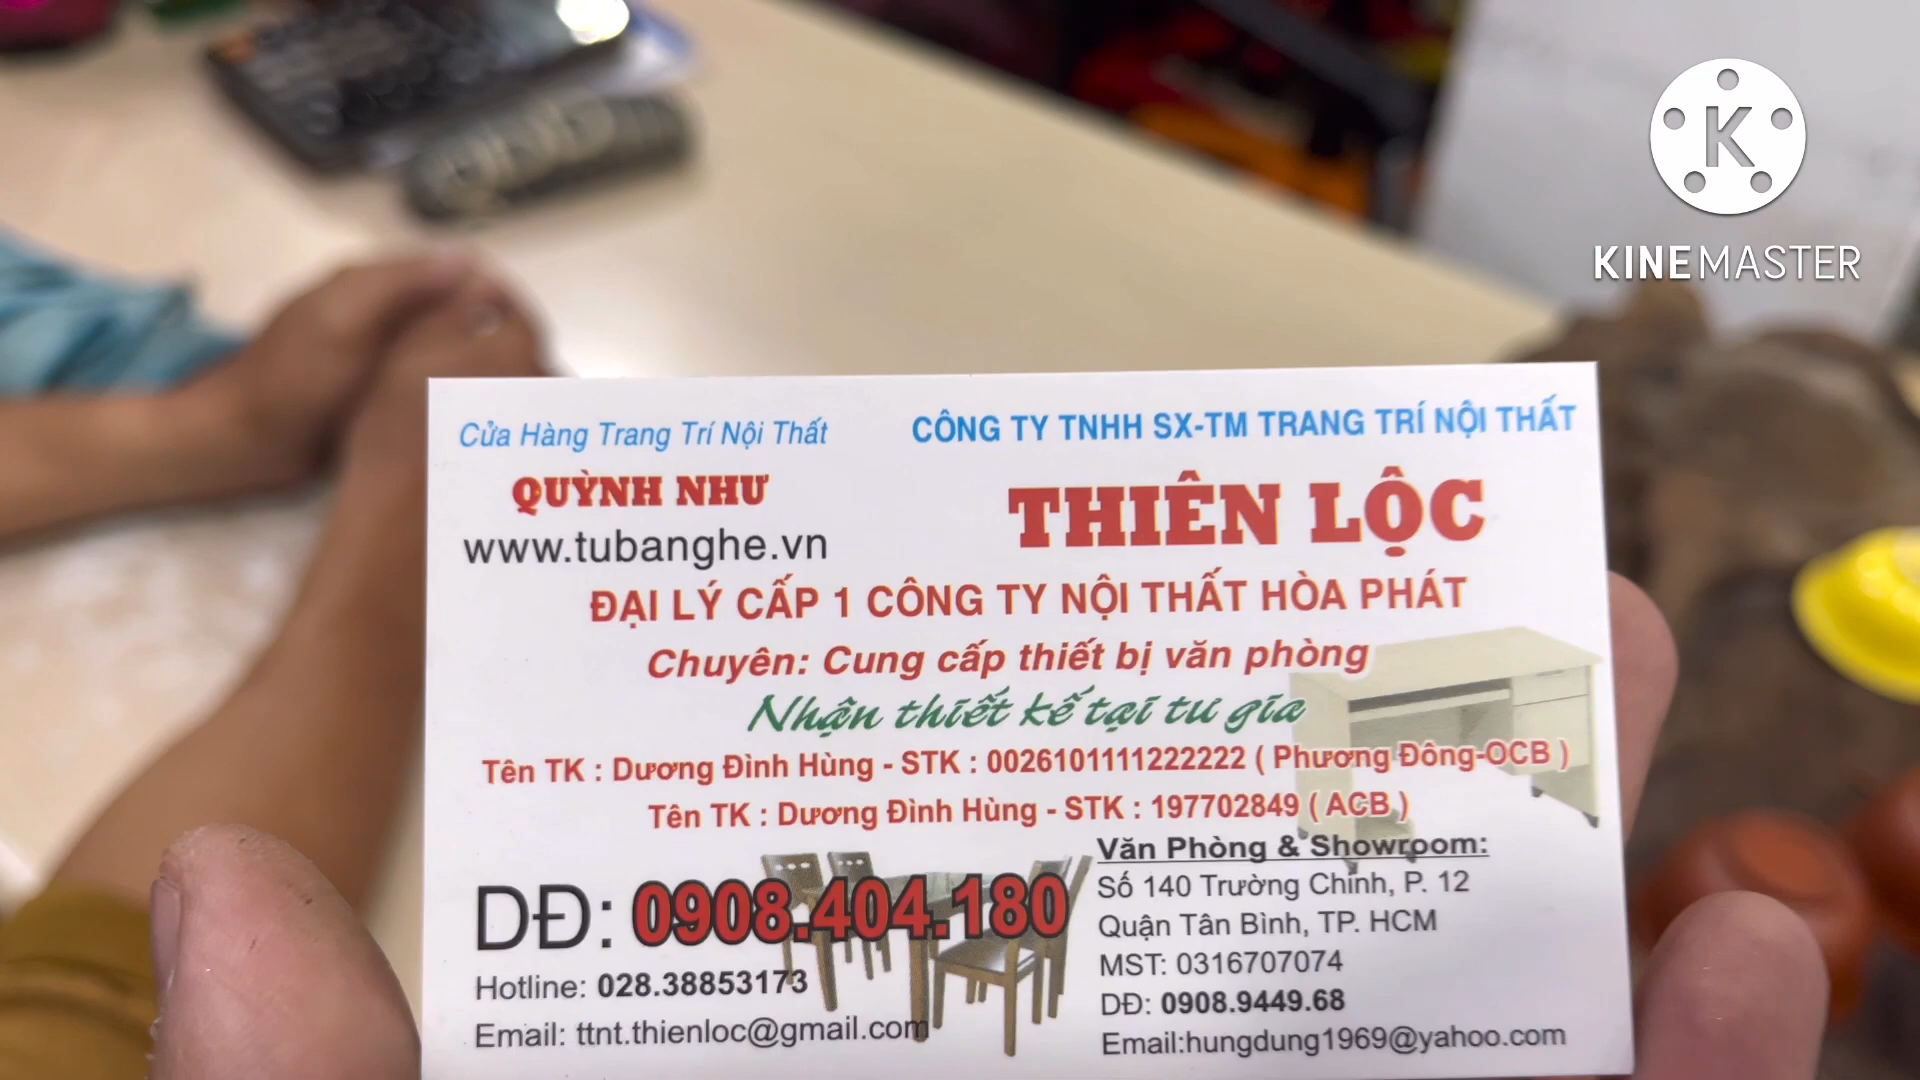 KINEMASTER
Cửa Hàng Trang Trí Nội Thất
QUỲNH NHƯ
www.tubanghe.vn
CÔNG TY TNHH SX-TM TRANG TRÍ NỘI THẤT
THIÊN LỘC
ĐẠI LÝ CẤP 1 CÔNG TY NỘI THẤT HÒA PHÁT
Chuyên: Cung cấp thiết bị văn phòng
Nhận thiết kế tại tư gia
Tên TK : Dương Đình Hùng - STK : 0026101111222222 ( Phương Đông-OCB )
Tên TK : Dương Đình Hùng - STK : 197702849 ( ACB )
DĐ: 0908.404.180
Hotline: 028.38853173
Email: ttnt.thienloc@gmail.com
Văn Phòng & Showroom:
Số 140 Trường Chinh, P. 12
Quận Tân Bình, TP. HCM
MST: 0316707074
DĐ: 0908.9449.68
Email:hungdung1969@yahoo.com